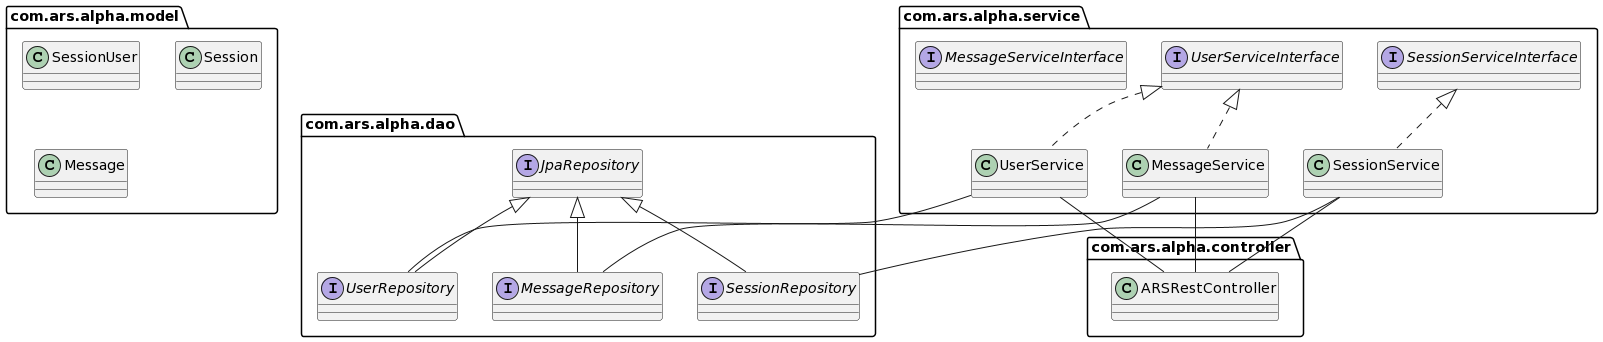 com.ars.alpha.model
C SessionUser
C Session
C Message
com.ars.alpha.dao
I JpaRepository
I UserRepository
I MessageRepository
I SessionRepository
com.ars.alpha.service
I MessageServiceInterface
I UserServiceInterface
I SessionServiceInterface
C UserService
C MessageService
C SessionService
com.ars.alpha.controller
C ARSRestController